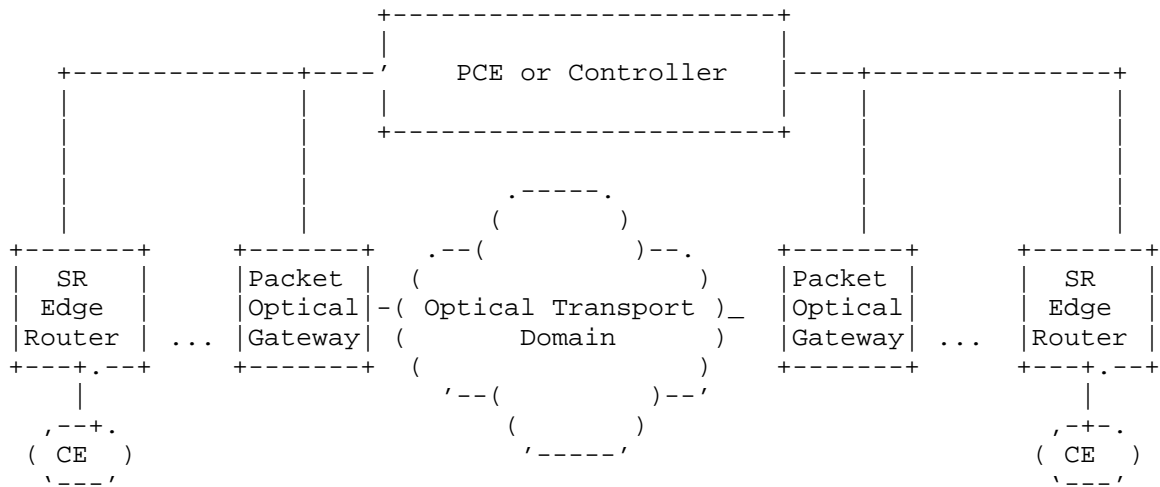 PCE or Controller
SR Packet Packet SR
Edge Optical Optical Transport Optical Edge
Router ... Gateway Domain Gateway ... Router
CE CE